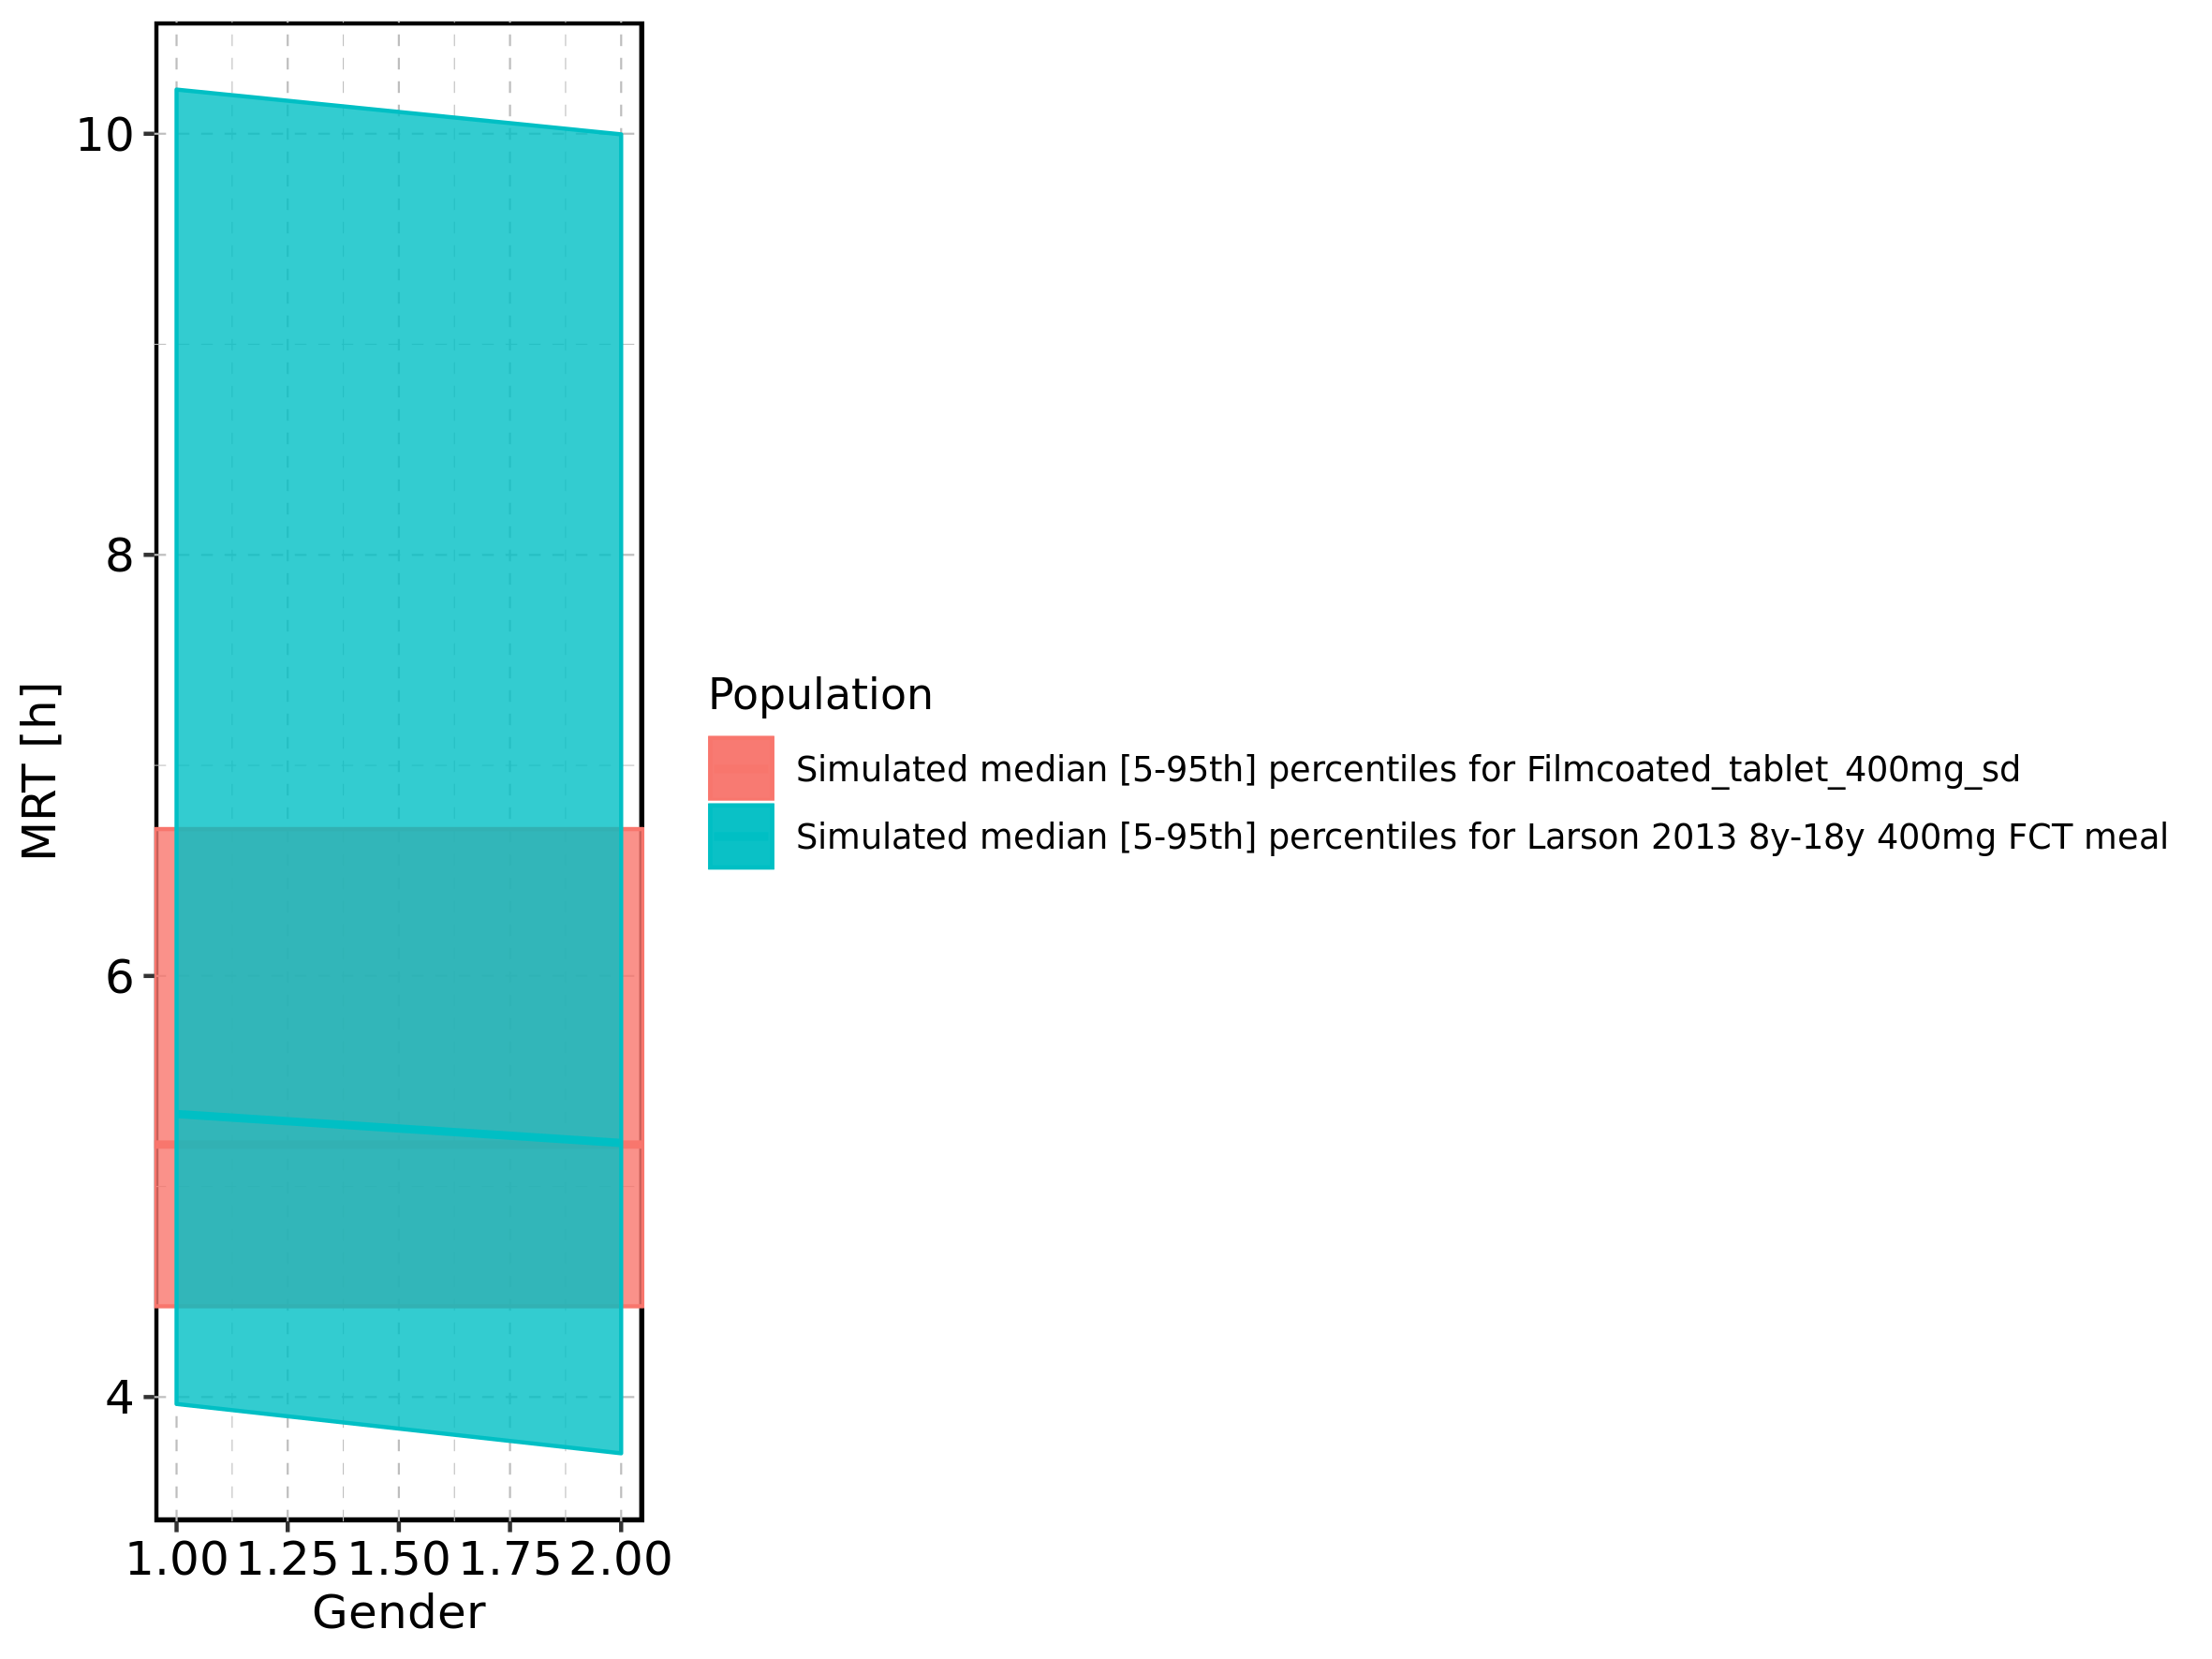 10
8
6
4
MRT [h]
1.00 1.25 1.50 1.75 2.00
Gender
Population
Simulated median [5-95th] percentiles for Filmcoated_tablet_400mg_sd
Simulated median [5-95th] percentiles for Larson 2013 8y-18y 400mg FCT meal